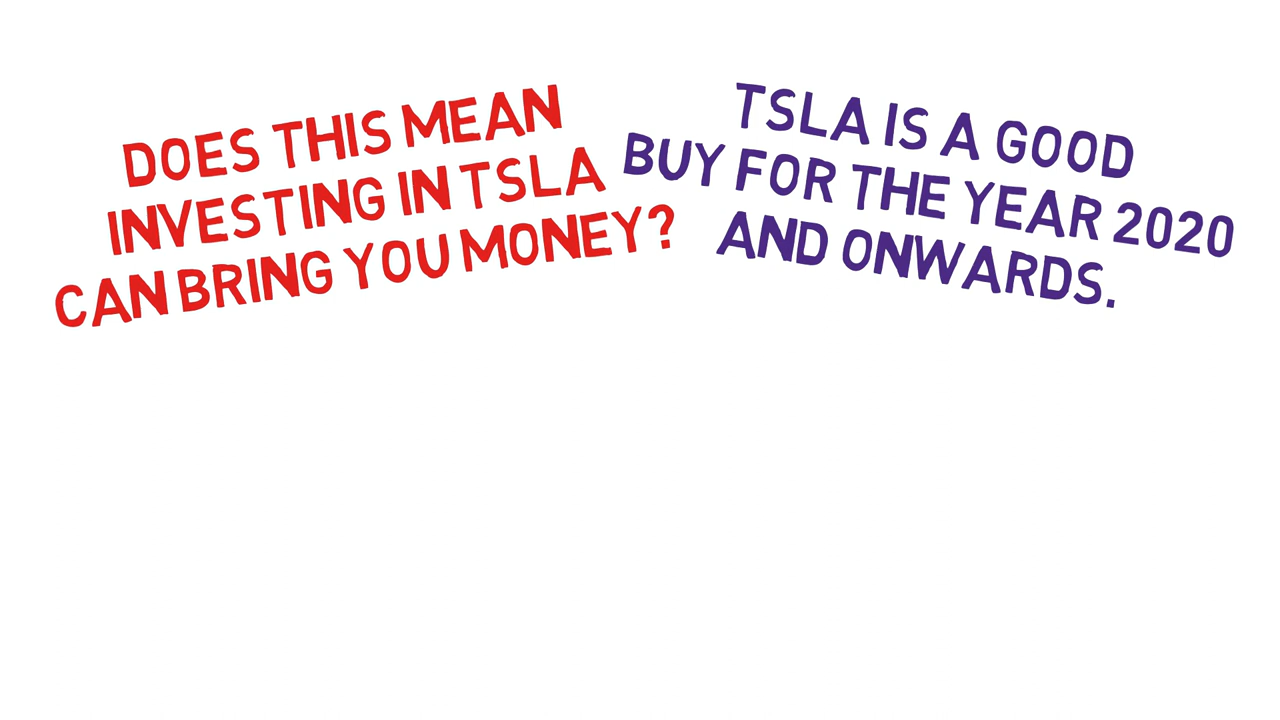 DOES THIS MEAN
INVESTING IN TSLA
CAN BRING YOU MONEY?
TSLA IS A GOOD
BUY FOR THE YEAR 2020
AND ONWARDS.